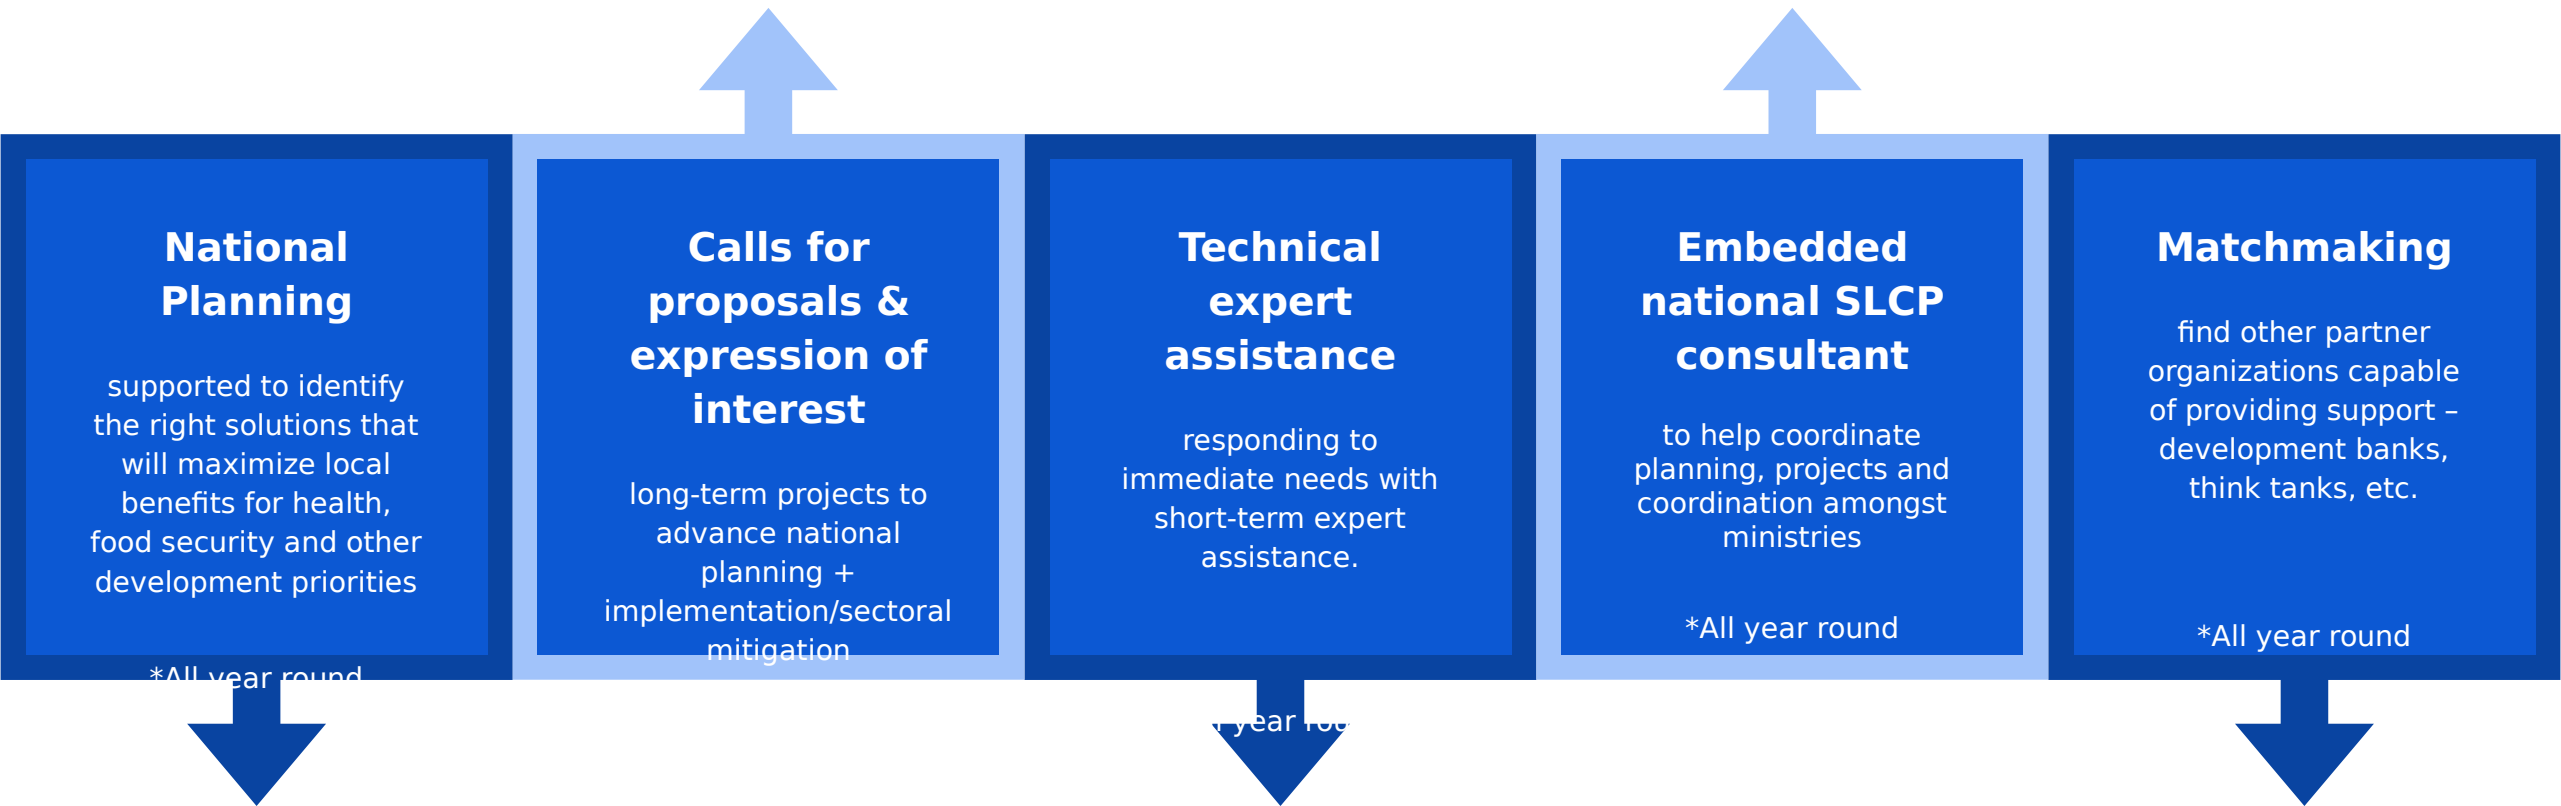 National
Planning
supported to identify
the right solutions that
will maximize local
benefits for health,
food security and other
development priorities
*All year round
Calls for
proposals &
expression of
interest
long-term projects to
advance national
planning +
implementation/sectoral
mitigation
Technical
expert
assistance
responding to
immediate needs with
short-term expert
assistance.
year
Embedded
national SLCP
consultant
to help coordinate
planning, projects and
coordination amongst
ministries
*All year round
Matchmaking
find other partner
organizations capable
of providing support –
development banks,
think tanks, etc.
*All year round